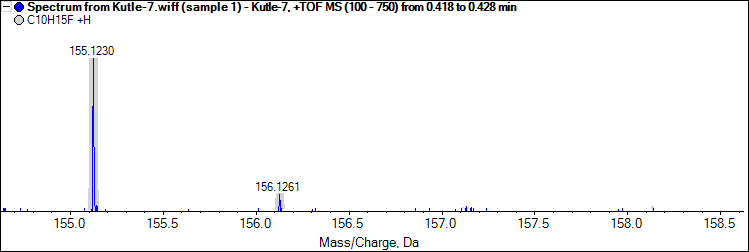 Spectrum from Kutle-7.wiff (sample 1) - Kutle-7, +TOF MS (100 - 750) from 0.418 to 0.428 min
C10H15F +H
155.1230
156.1261
155.0 155.5 156.0 156.5 157.0 157.5 158.0 158.5
Mass/Charge, Da